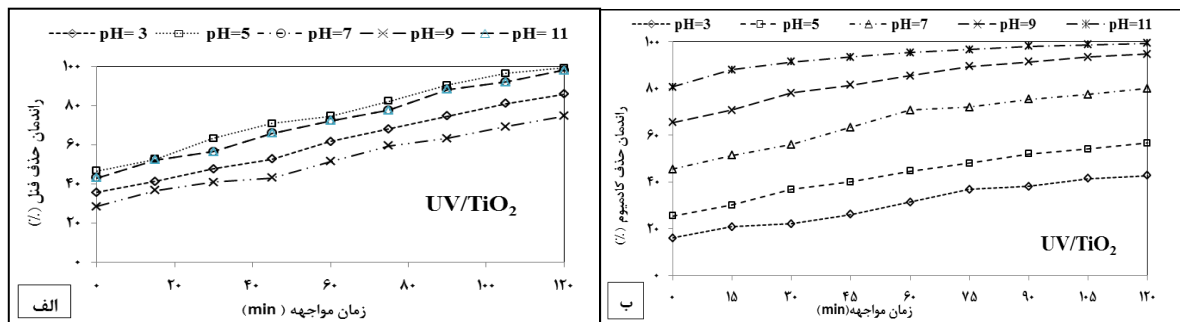 pH= 3 pH=5 pH=7 pH=9 pH= 11
راندمان حذف فنل (٪)
۱۰۰
۸۰
۶۰
۴۰
۲۰
۰
UV/TiO₂
۰ ۲۰ ۴۰ ۶۰ ۸۰ ۱۰۰ ۱۲۰
زمان مواجهه ( min)
الف
pH=3 pH=5 pH=7 pH=9 pH=11
راندمان حذف کادمیوم (٪)
۱۰۰
۸۰
۶۰
۴۰
۲۰
۰
UV/TiO₂
۰ ۱۵ ۳۰ ۴۵ ۶۰ ۷۵ ۹۰ ۱۰۵ ۱۲۰
زمان مواجهه(min)
ب